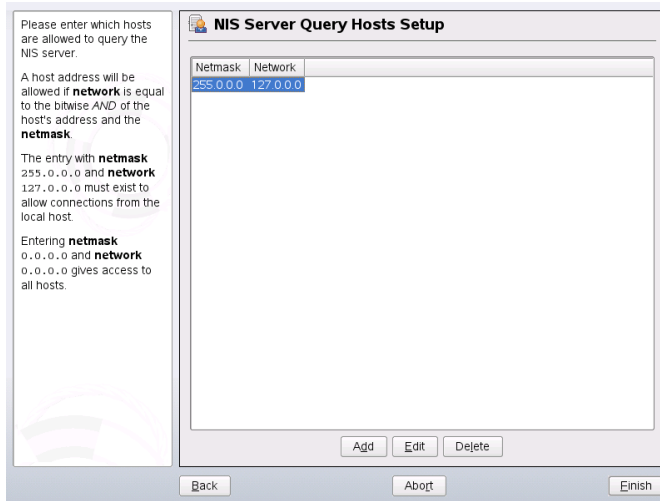 Please enter which hosts
are allowed to query the
NIS server.
A host address will be
allowed if network is equal
to the bitwise AND of the
host's address and the
netmask.
The entry with netmask
255.0.0.0 and network
127.0.0.0 must exist to
allow connections from the
local host.
Entering netmask
0.0.0.0 and network
0.0.0.0 gives access to
all hosts.
NIS Server Query Hosts Setup
Netmask Network
255.0.0.0 127.0.0.0
Add Edit Delete
Back Abort Finish